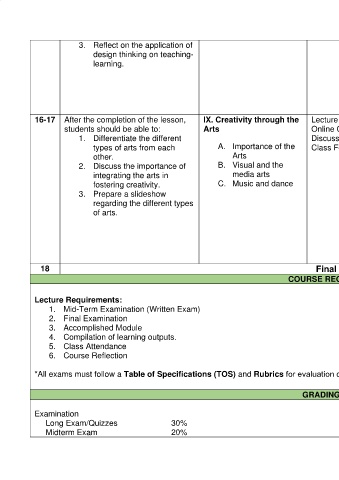 3. Reflect on the application of
design thinking on teaching-
learning.
16-17
After the completion of the lesson,
students should be able to:
1. Differentiate the different
types of arts from each
other.
2. Discuss the importance of
integrating the arts in
fostering creativity.
3. Prepare a slideshow
regarding the different types
of arts.
IX. Creativity through the
Arts
A. Importance of the
Arts
B. Visual and the
media arts
C. Music and dance
Lecture
Online
Discuss
Class F
18
Final
COURSE REQ
Lecture Requirements:
1. Mid-Term Examination (Written Exam)
2. Final Examination
3. Accomplished Module
4. Compilation of learning outputs.
5. Class Attendance
6. Course Reflection
*All exams must follow a Table of Specifications (TOS) and Rubrics for evaluation
GRADING
Examination
Long Exam/Quizzes 30%
Midterm Exam 20%